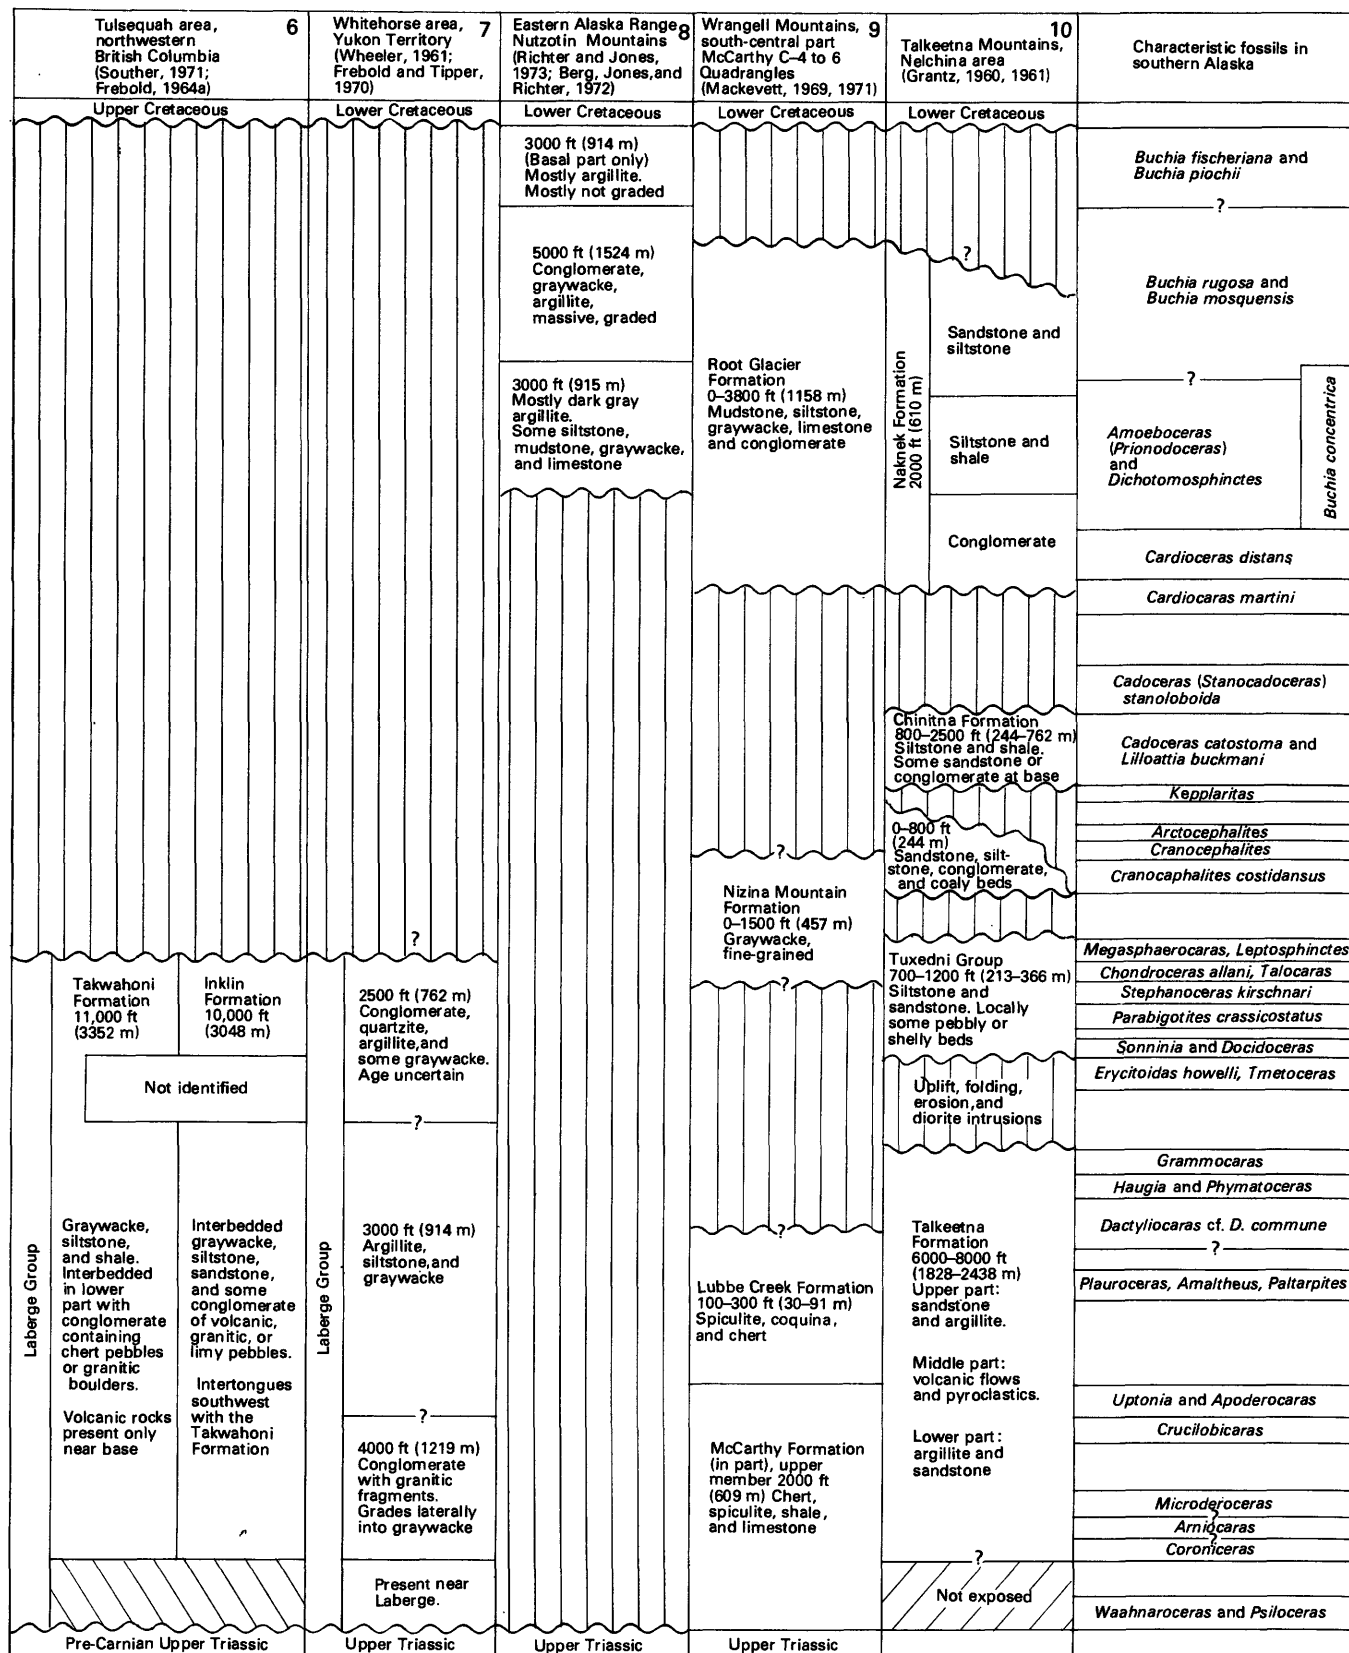 Tulsequah area,
northwestern
British Columbia
(Souther, 1971;
Frebold, 1964a)
6
Whitehorse area,
Yukon Territory
(Wheeler, 1961;
Frebold and Tipper,
1970)
7
Eastern Alaska Range,
Nutzotin Mountains
(Richter and Jones,
1973; Berg, Jones,and
Richter, 1972)
8
Wrangell Mountains,
south-central part
McCarthy C–4 to 6
Quadrangles
(Mackevett, 1969, 1971)
9
10
Talkeetna Mountains,
Nelchina area
(Grantz, 1960, 1961)
Characteristic fossils in
southern Alaska
Upper Cretaceous
Lower Cretaceous
Lower Cretaceous
Lower Cretaceous
Lower Cretaceous
?
Takwahoni
Formation
11,000 ft
(3352 m)
Inklin
Formation
10,000 ft
(3048 m)
Not identified
Laberge Group
Graywacke,
siltstone,
and shale.
Interbedded
in lower
part with
conglomerate
containing
chert pebbles
or granitic
boulders.
Volcanic rocks
present only
near base
Interbedded
graywacke,
siltstone,
sandstone,
and some
conglomerate
of volcanic,
granitic, or
limy pebbles.
Intertongues
southwest
with the
Takwahoni
Formation
Pre-Carnian Upper Triassic
2500 ft (762 m)
Conglomerate,
quartzite,
argillite,and
some graywacke.
Age uncertain
?
Laberge Group
3000 ft (914 m)
Argillite,
siltstone,and
graywacke
?
4000 ft (1219 m)
Conglomerate
with granitic
fragments.
Grades laterally
into graywacke
Present near
Laberge.
Upper Triassic
3000 ft (914 m)
(Basal part only)
Mostly argillite.
Mostly not graded
5000 ft (1524 m)
Conglomerate,
graywacke,
argillite,
massive, graded
3000 ft (915 m)
Mostly dark gray
argillite.
Some siltstone,
mudstone, graywacke,
and limestone
Upper Triassic
Root Glacier
Formation
0–3800 ft (1158 m)
Mudstone, siltstone,
graywacke, limestone
and conglomerate
?
Nizina Mountain
Formation
0–1500 ft (457 m)
Graywacke,
fine-grained
?
?
Lubbe Creek Formation
100–300 ft (30–91 m)
Spiculite, coquina,
and chert
McCarthy Formation
(in part), upper
member 2000 ft
(609 m) Chert,
spiculite, shale,
and limestone
Upper Triassic
?
Naknek Formation
2000 ft (610 m)
Sandstone and
siltstone
Siltstone and
shale
Conglomerate
Chinitna Formation
800–2500 ft (244–762 m)
Siltstone and shale.
Some sandstone or
conglomerate at base
0–800 ft
(244 m)
Sandstone, silt-
stone, conglomerate,
and coaly beds
Tuxedni Group
700–1200 ft (213–366 m)
Siltstone and
sandstone. Locally
some pebbly or
shelly beds
Uplift, folding,
erosion,and
diorite intrusions
Talkeetna
Formation
6000–8000 ft
(1828–2438 m)
Upper part:
sandstone
and argillite.
Middle part:
volcanic flows
and pyroclastics.
Lower part:
argillite and
sandstone
?
Not exposed
Buchia fischeriana and
Buchia piochii
?
Buchia rugosa and
Buchia mosquensis
?
Amoeboceras
(Prionodoceras)
and
Dichotomosphinctes
Buchia concentrica
Cardioceras distans
Cardiocaras martini
Cadoceras (Stanocadoceras)
stanoloboida
Cadoceras catostoma and
Lilloattia buckmani
Kepplaritas
Arctocephalites
Cranocephalites
Cranocaphalites costidansus
Megasphaerocaras, Leptosphinctes
Chondroceras allani, Talocaras
Stephanoceras kirschnari
Parabigotites crassicostatus
Sonninia and Docidoceras
Erycitoidas howelli, Tmetoceras
Grammocaras
Haugia and Phymatoceras
Dactyliocaras cf. D. commune
?
Plauroceras, Amaltheus, Paltarpites
Uptonia and Apoderocaras
Crucilobicaras
Microderoceras
?
Arniocaras
?
Coroniceras
Waahnaroceras and Psiloceras